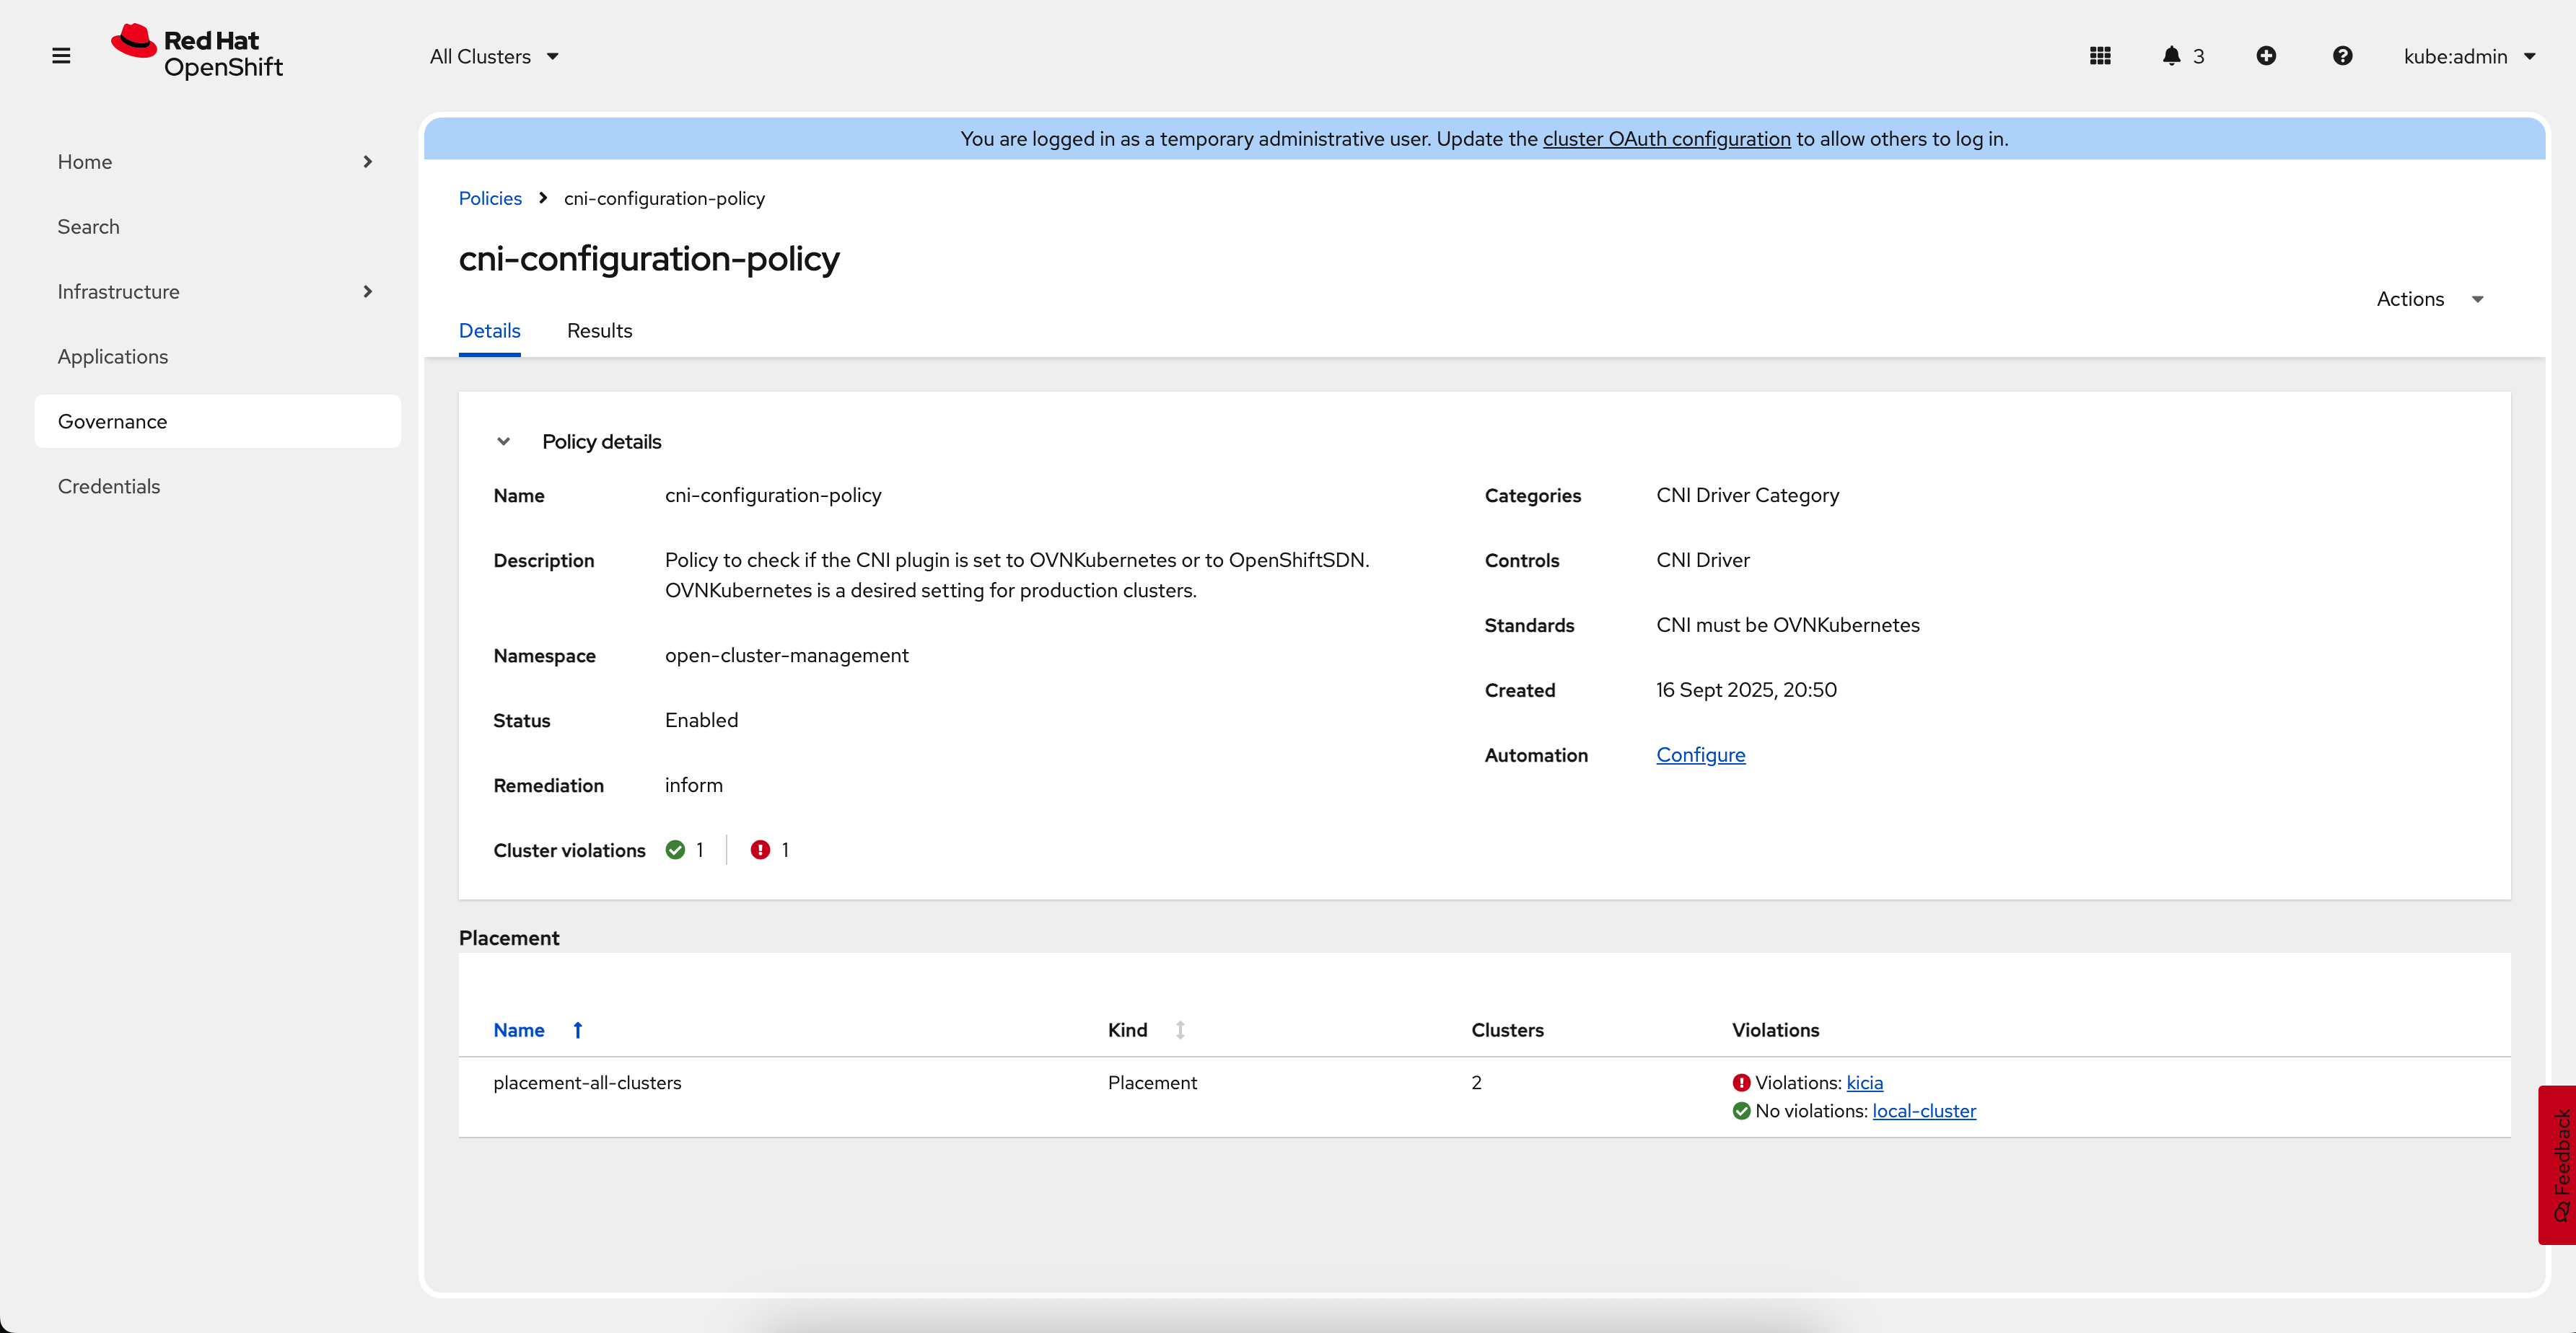 Red Hat
OpenShift
All Clusters
3
kube:admin
Home
Search
Infrastructure
Applications
Governance
Credentials
You are logged in as a temporary administrative user. Update the cluster OAuth configuration to allow others to log in.
Policies > cni-configuration-policy
cni-configuration-policy
Actions
Details Results
Policy details
Name cni-configuration-policy
Description Policy to check if the CNI plugin is set to OVNKubernetes or to OpenShiftSDN.
OVNKubernetes is a desired setting for production clusters.
Namespace open-cluster-management
Status Enabled
Remediation inform
Cluster violations 1 | 1
Categories CNI Driver Category
Controls CNI Driver
Standards CNI must be OVNKubernetes
Created 16 Sept 2025, 20:50
Automation Configure
Placement
Name Kind Clusters Violations
placement-all-clusters Placement 2 Violations: kicia
No violations: local-cluster
Feedback